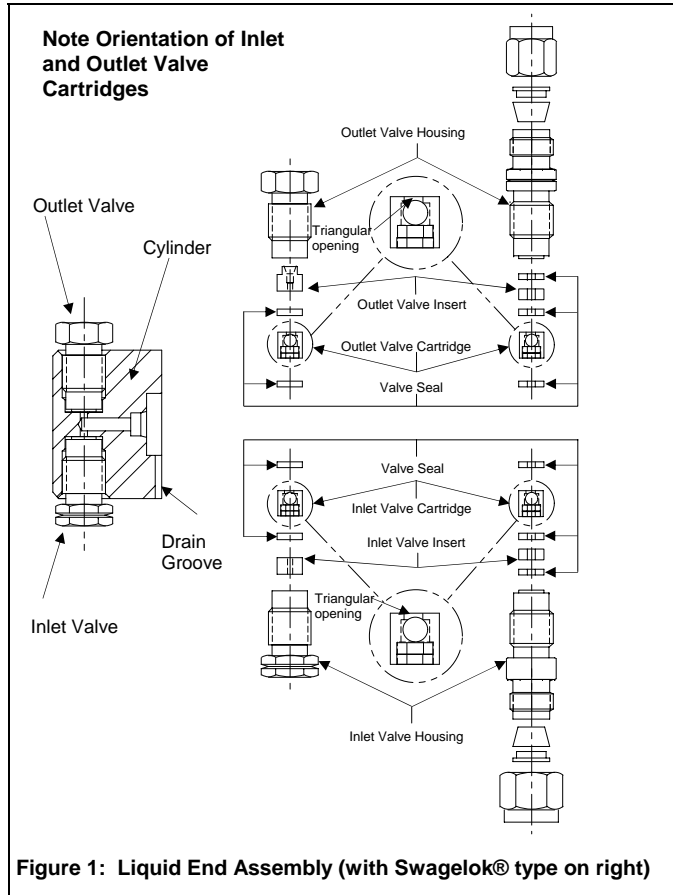 Note Orientation of Inlet
and Outlet Valve
Cartridges
Outlet Valve
Cylinder
Drain
Groove
Inlet Valve
Outlet Valve Housing
Triangular
opening
Outlet Valve Insert
Outlet Valve Cartridge
Valve Seal
Valve Seal
Inlet Valve Cartridge
Inlet Valve Insert
Triangular
opening
Inlet Valve Housing
Figure 1: Liquid End Assembly (with Swagelok® type on right)